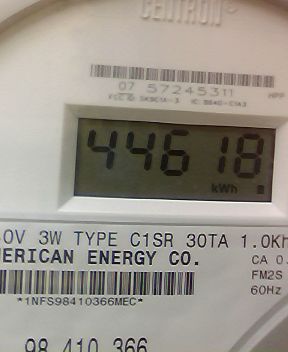 CENTRON
07 57245311
HPP
44618
kWh
3W TYPE C1SR 30TA 1.0Kh
ERICAN ENERGY CO.
CA 0.
FM2S
60Hz
*1NFS98410366MEC*
98 410 366